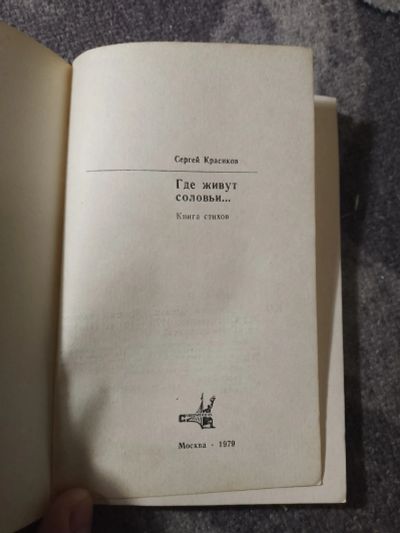 Сергей Красиков
Где живут
соловьи...
Книга стихов
Москва - 1979